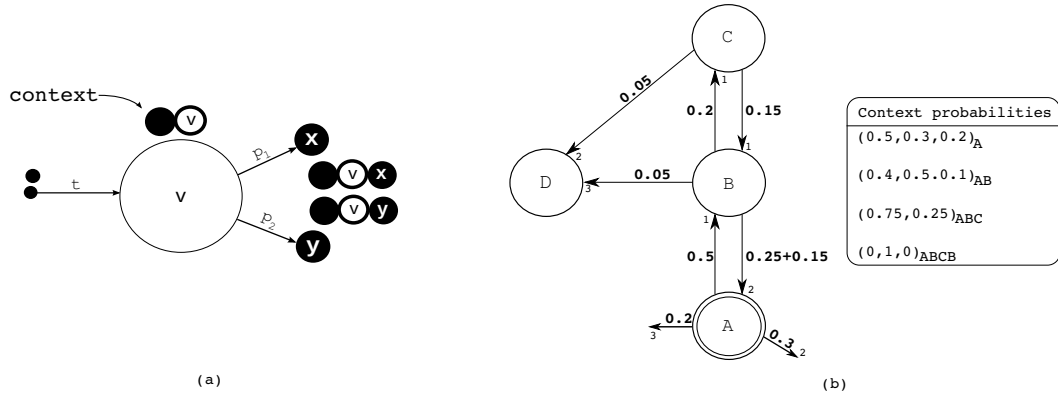 context
v
t
v
p1
x
v x
v y
p2
y
(a)
C
0.05
1
0.2
0.15
2
1
D
0.05
B
3
1
0.5
0.25+0.15
2
0.2
A
0.3
3
2
(b)
Context probabilities
(0.5,0.3,0.2)A
(0.4,0.5.0.1)AB
(0.75,0.25)ABC
(0,1,0)ABCB